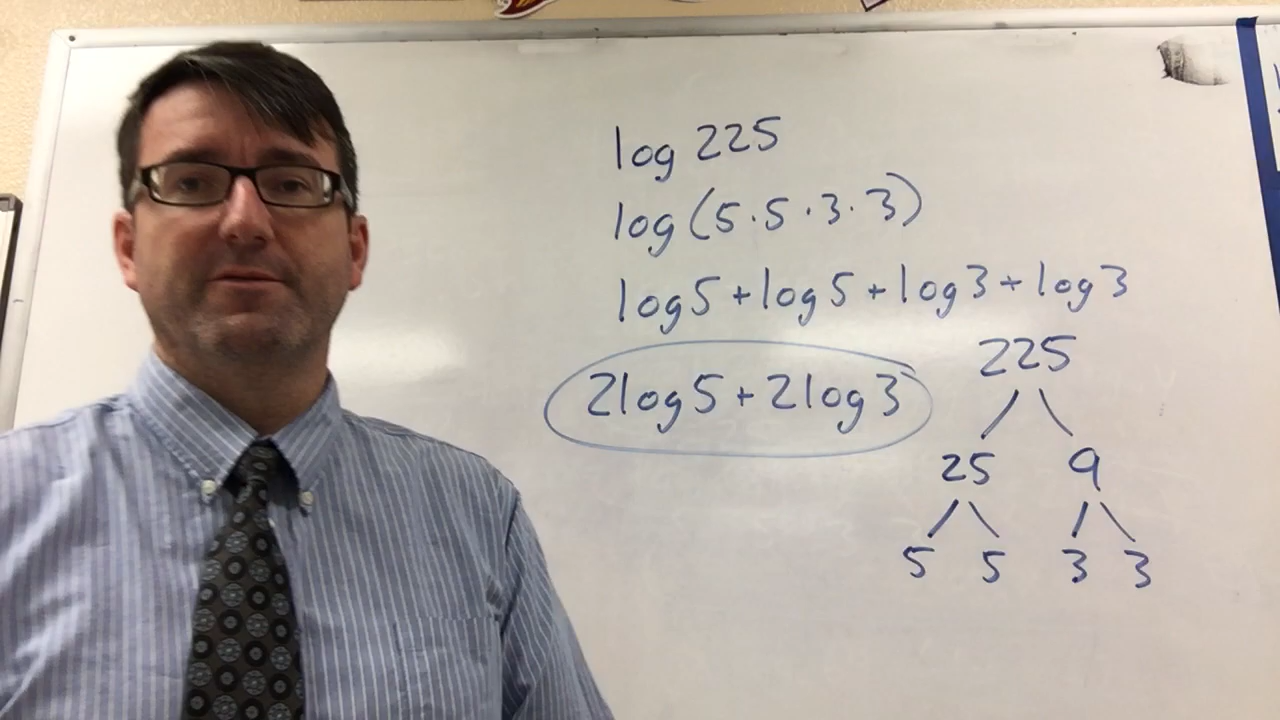 log 225
log(5·5·3·3)
log5+log5+log3+log3
2log5+2log3
225
25 9
5 5 3 3